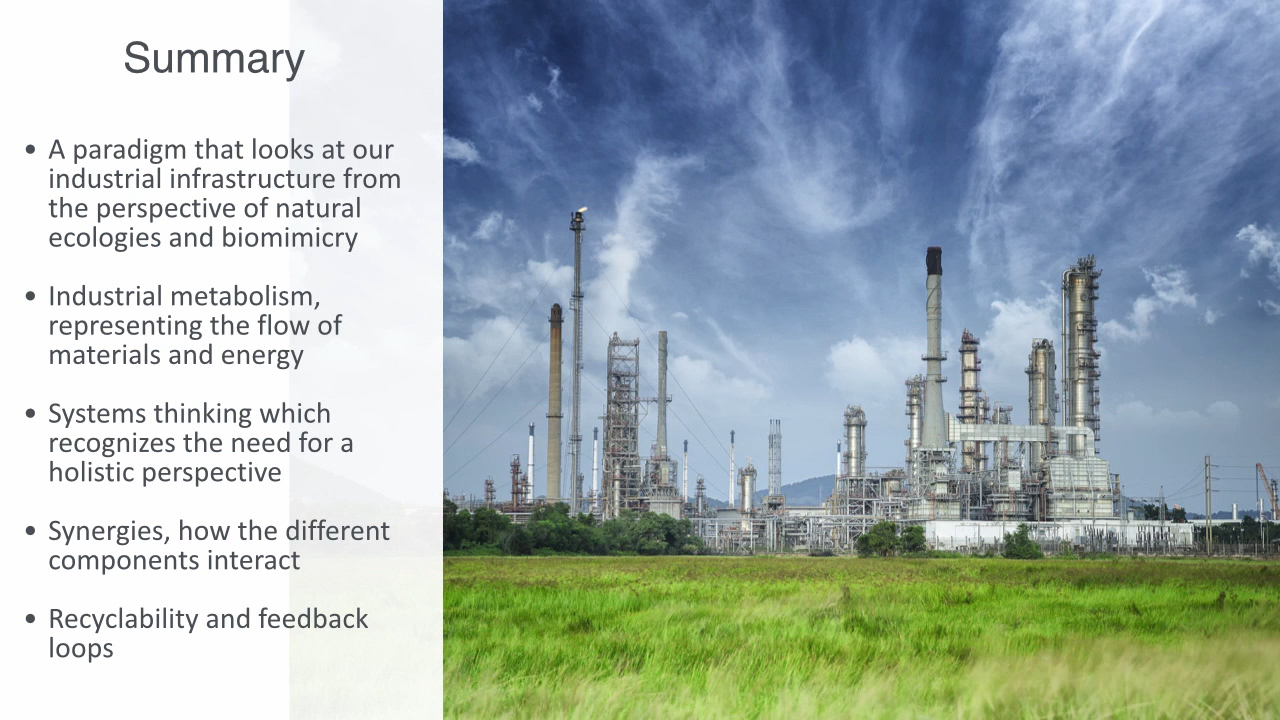 Summary
• A paradigm that looks at our
industrial infrastructure from
the perspective of natural
ecologies and biomimicry
• Industrial metabolism,
representing the flow of
materials and energy
• Systems thinking which
recognizes the need for a
holistic perspective
• Synergies, how the different
components interact
• Recyclability and feedback
loops